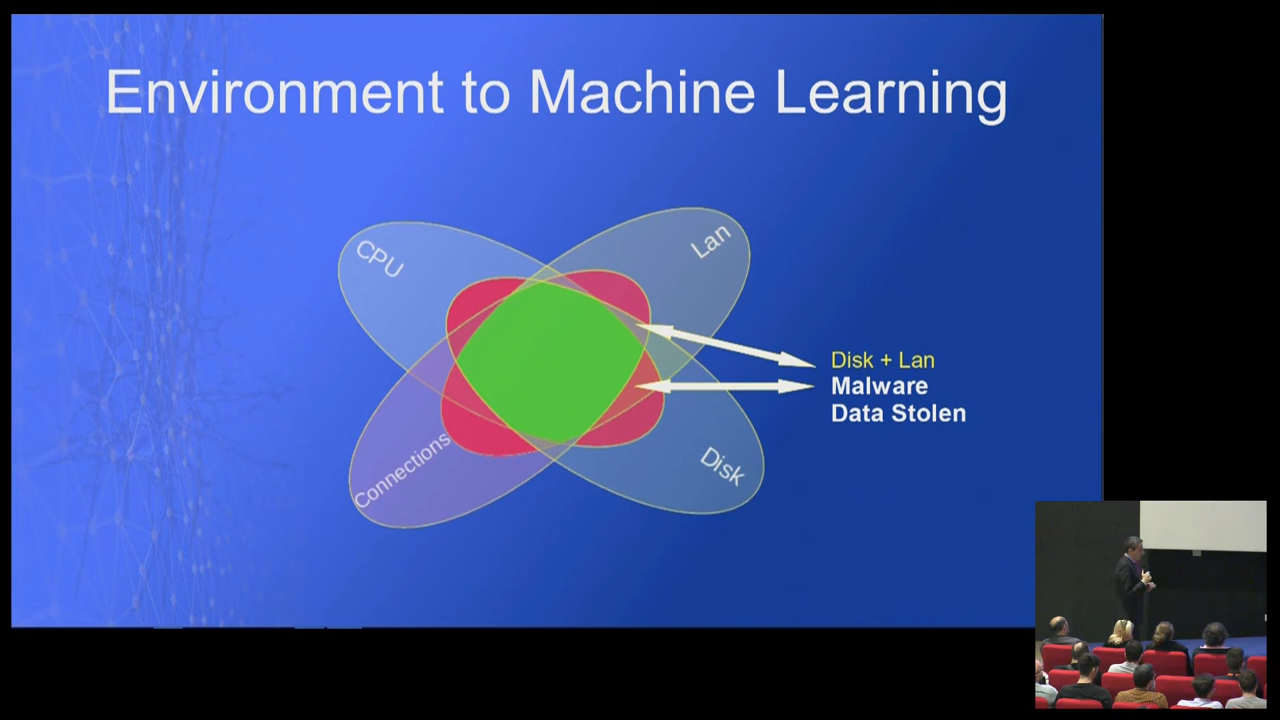 Environment to Machine Learning
CPU
Lan
Disk + Lan
Malware
Data Stolen
Connections
Disk